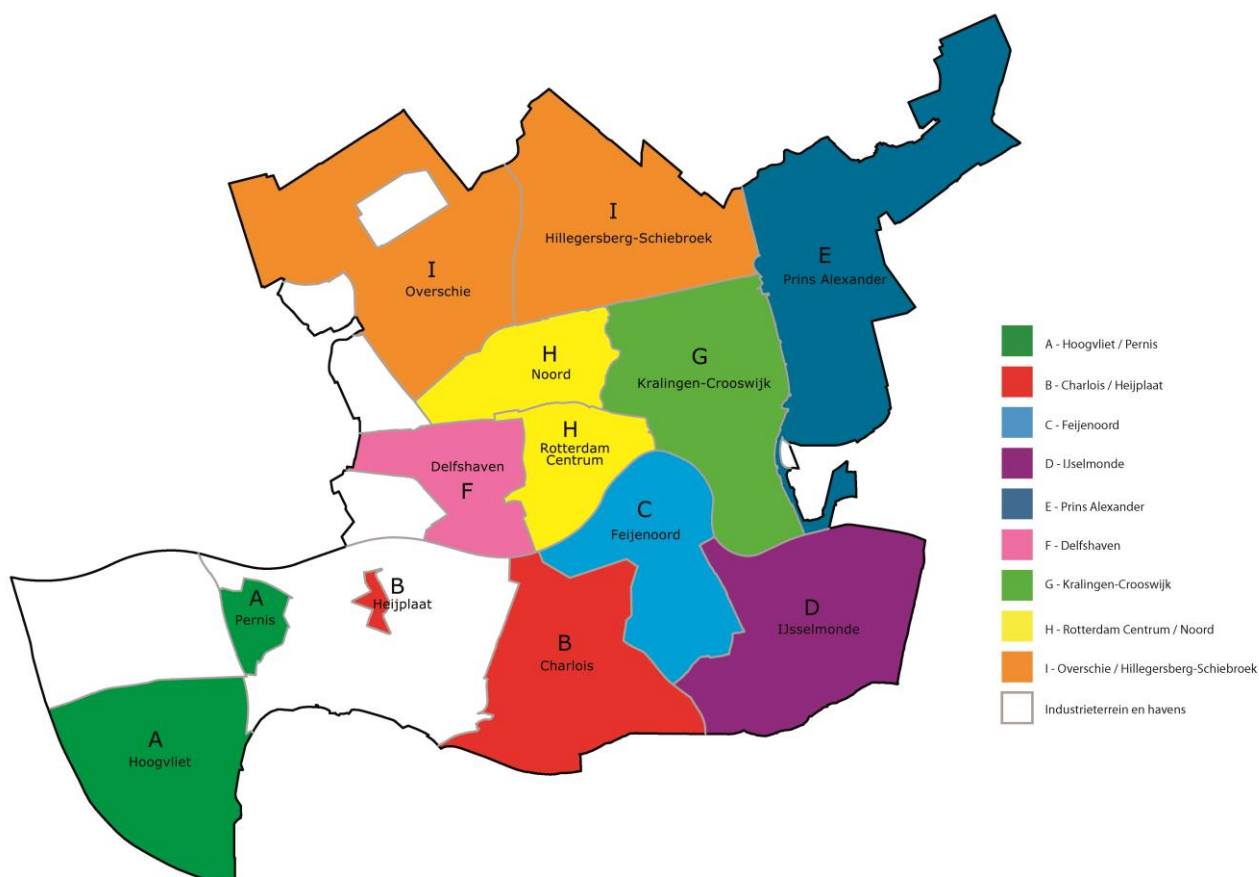 I
Hillegersberg-Schiebroek
E
Prins Alexander
I
Overschie
H
Noord
G
Kralingen-Crooswijk
H
Rotterdam
Centrum
Delfshaven
F
C
Feijenoord
A
Pernis
B
Heijplaat
D
IJsselmonde
B
Charlois
A
Hoogvliet
A - Hoogvliet / Pernis
B - Charlois / Heijplaat
C - Feijenoord
D - IJselmonde
E - Prins Alexander
F - Delfshaven
G - Kralingen-Crooswijk
H - Rotterdam Centrum / Noord
I - Overschie / Hillegersberg-Schiebroek
Industrieterrein en havens